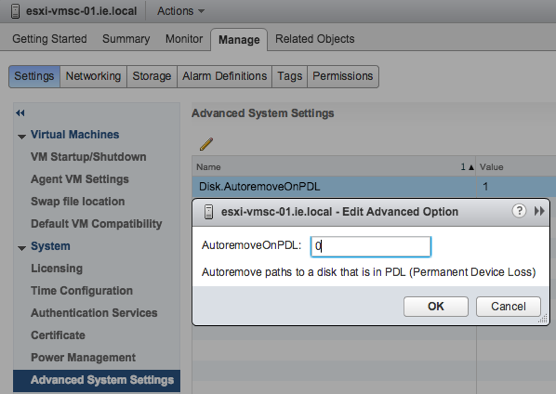 esxi-vmsc-01.ie.local Actions
Getting Started Summary Monitor Manage Related Objects
Settings Networking Storage Alarm Definitions Tags Permissions
Virtual Machines
VM Startup/Shutdown
Agent VM Settings
Swap file location
Default VM Compatibility
System
Licensing
Time Configuration
Authentication Services
Certificate
Power Management
Advanced System Settings
Advanced System Settings
Name 1 Value
Disk.AutoremoveOnPDL 1
esxi-vmsc-01.ie.local - Edit Advanced Option ?
AutoremoveOnPDL: 0
Autoremove paths to a disk that is in PDL (Permanent Device Loss)
OK Cancel